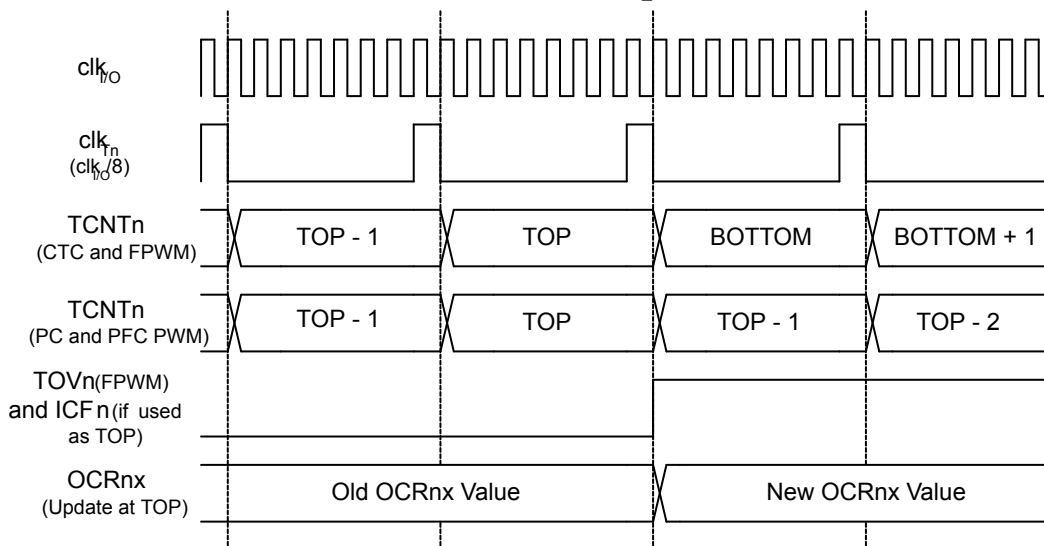 clkI/O
clkTn
(clkI/O/8)
TCNTn
(CTC and FPWM)
TOP - 1 TOP BOTTOM BOTTOM + 1
TCNTn
(PC and PFC PWM)
TOP - 1 TOP TOP - 1 TOP - 2
TOVn(FPWM)
and ICFn(if used
as TOP)
OCRnx
(Update at TOP)
Old OCRnx Value New OCRnx Value